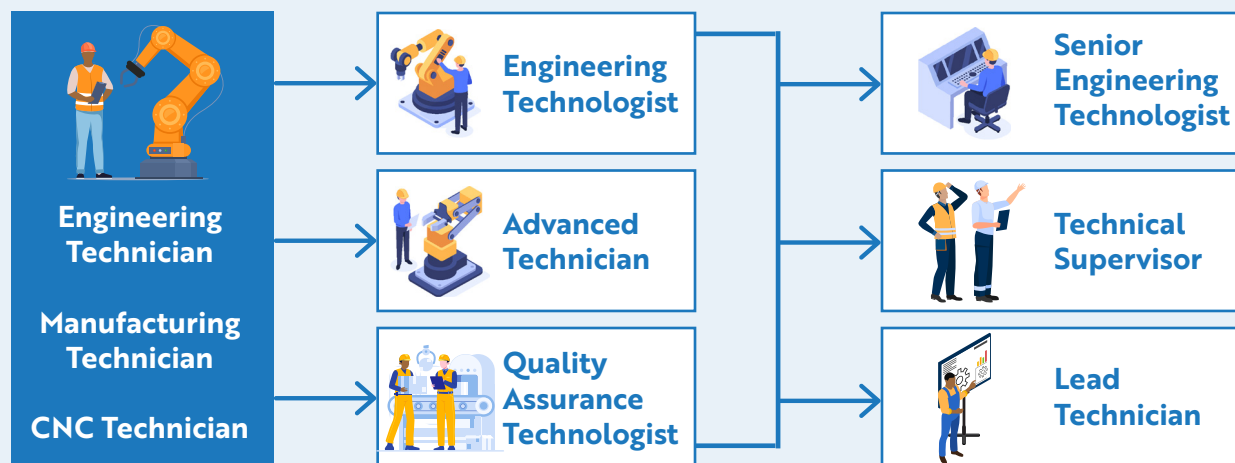 Engineering
Technician
Manufacturing
Technician
CNC Technician
Engineering
Technologist
Advanced
Technician
Quality
Assurance
Technologist
Senior
Engineering
Technologist
Technical
Supervisor
Lead
Technician